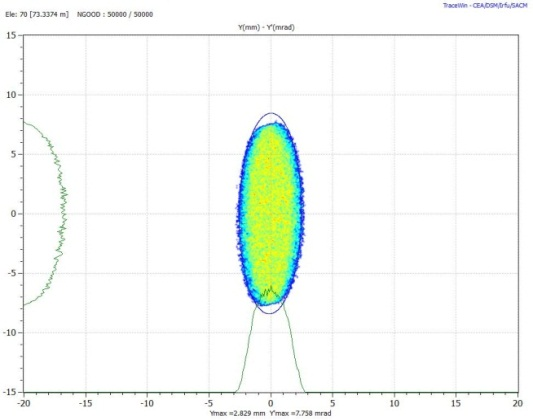 TraceWin - CEA/DSM/Irfu/SACM
Ele: 70 [73.3374 m]    NGOOD : 50000 / 50000
Y(mm) - Y'(mrad)
15
10
5
0
-5
-10
-15
-20 -15 -10 -5 0 5 10 15 20
Ymax =2.829 mm  Y'max =7.758 mrad